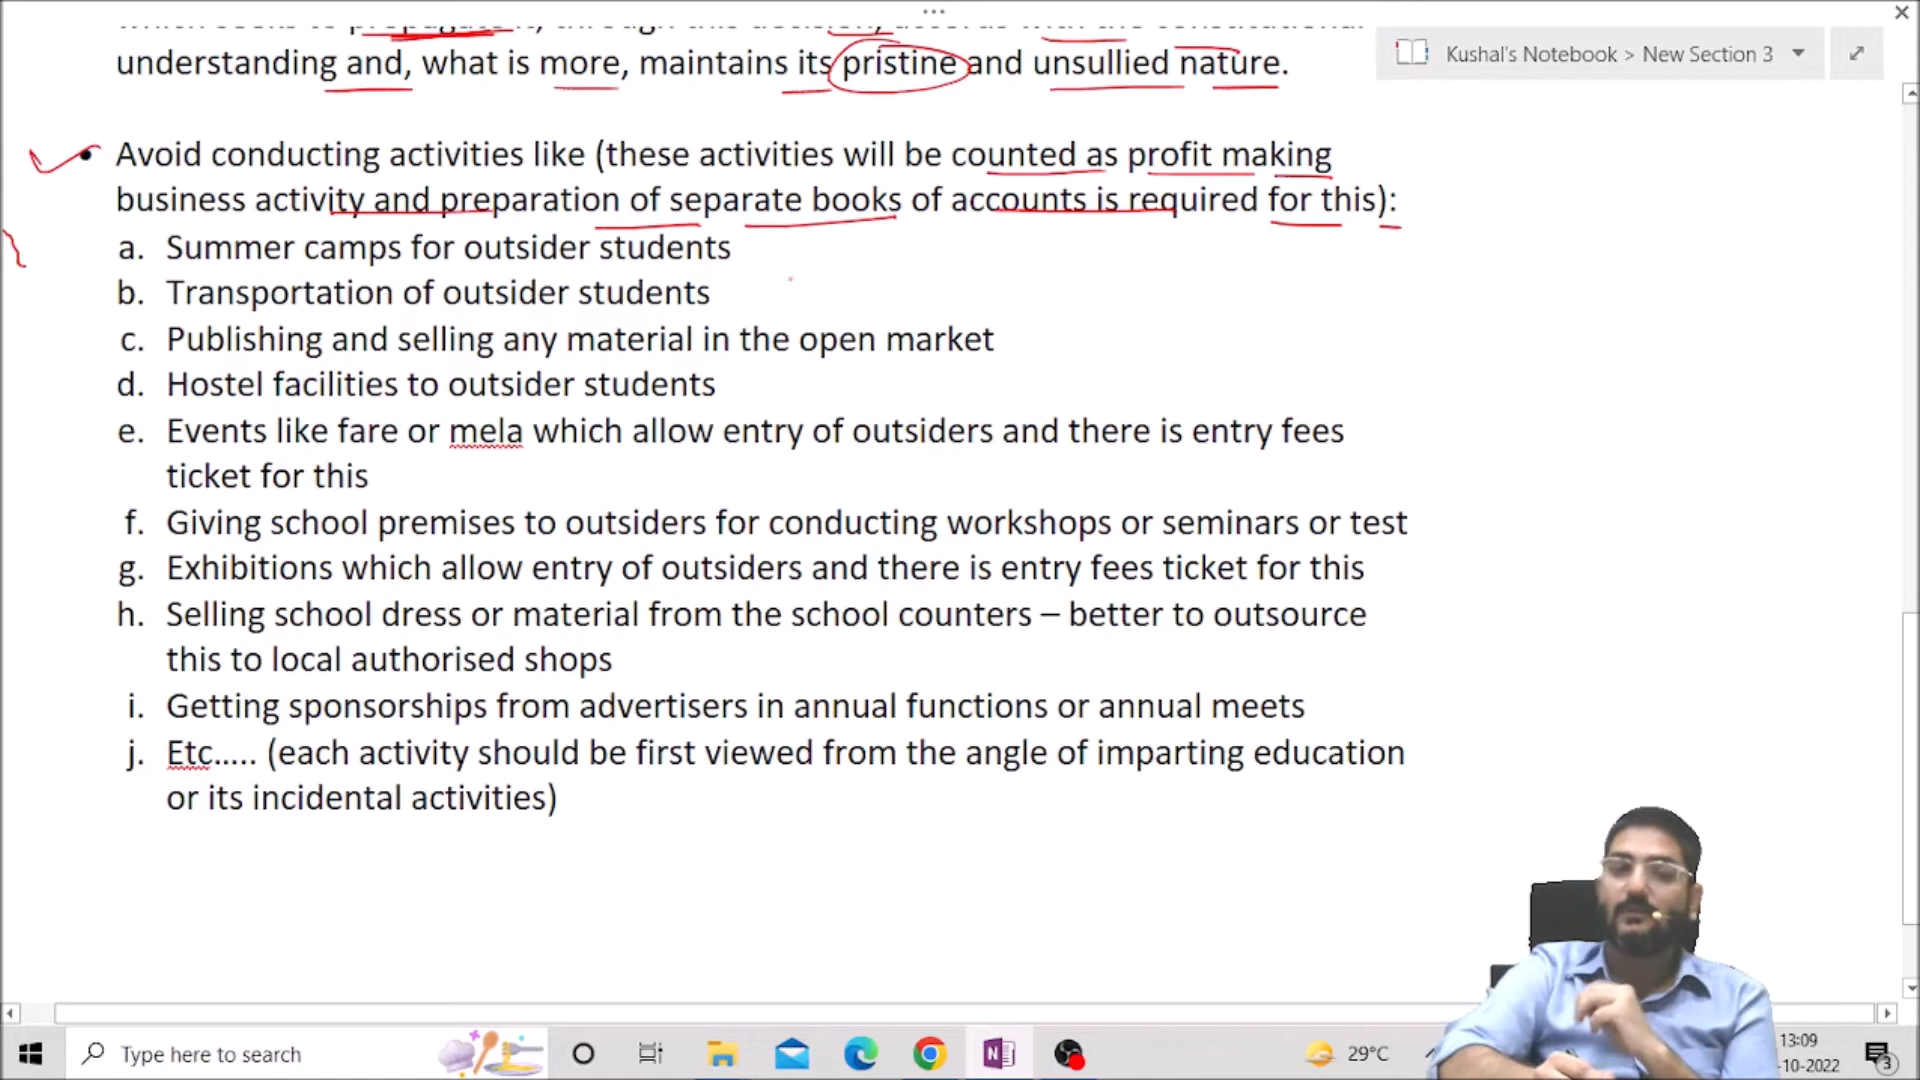 understanding and, what is more, maintains its pristine and unsullied nature.
Kushal's Notebook > New Section 3
• Avoid conducting activities like (these activities will be counted as profit making
business activity and preparation of separate books of accounts is required for this):
a. Summer camps for outsider students
b. Transportation of outsider students
c. Publishing and selling any material in the open market
d. Hostel facilities to outsider students
e. Events like fare or mela which allow entry of outsiders and there is entry fees
ticket for this
f. Giving school premises to outsiders for conducting workshops or seminars or test
g. Exhibitions which allow entry of outsiders and there is entry fees ticket for this
h. Selling school dress or material from the school counters – better to outsource
this to local authorised shops
i. Getting sponsorships from advertisers in annual functions or annual meets
j. Etc..... (each activity should be first viewed from the angle of imparting education
or its incidental activities)
Type here to search
29°C
13:09
-10-2022
3